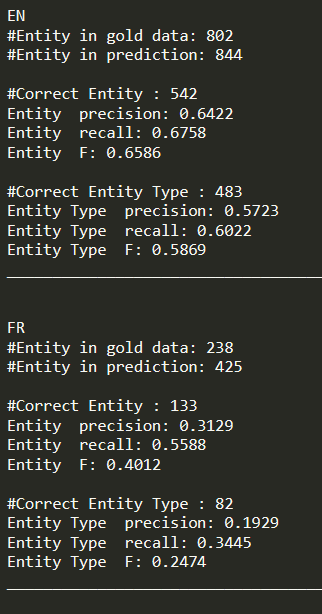 EN
#Entity in gold data: 802
#Entity in prediction: 844
#Correct Entity : 542
Entity  precision: 0.6422
Entity  recall: 0.6758
Entity  F: 0.6586
#Correct Entity Type : 483
Entity Type  precision: 0.5723
Entity Type  recall: 0.6022
Entity Type  F: 0.5869
FR
#Entity in gold data: 238
#Entity in prediction: 425
#Correct Entity : 133
Entity  precision: 0.3129
Entity  recall: 0.5588
Entity  F: 0.4012
#Correct Entity Type : 82
Entity Type  precision: 0.1929
Entity Type  recall: 0.3445
Entity Type  F: 0.2474